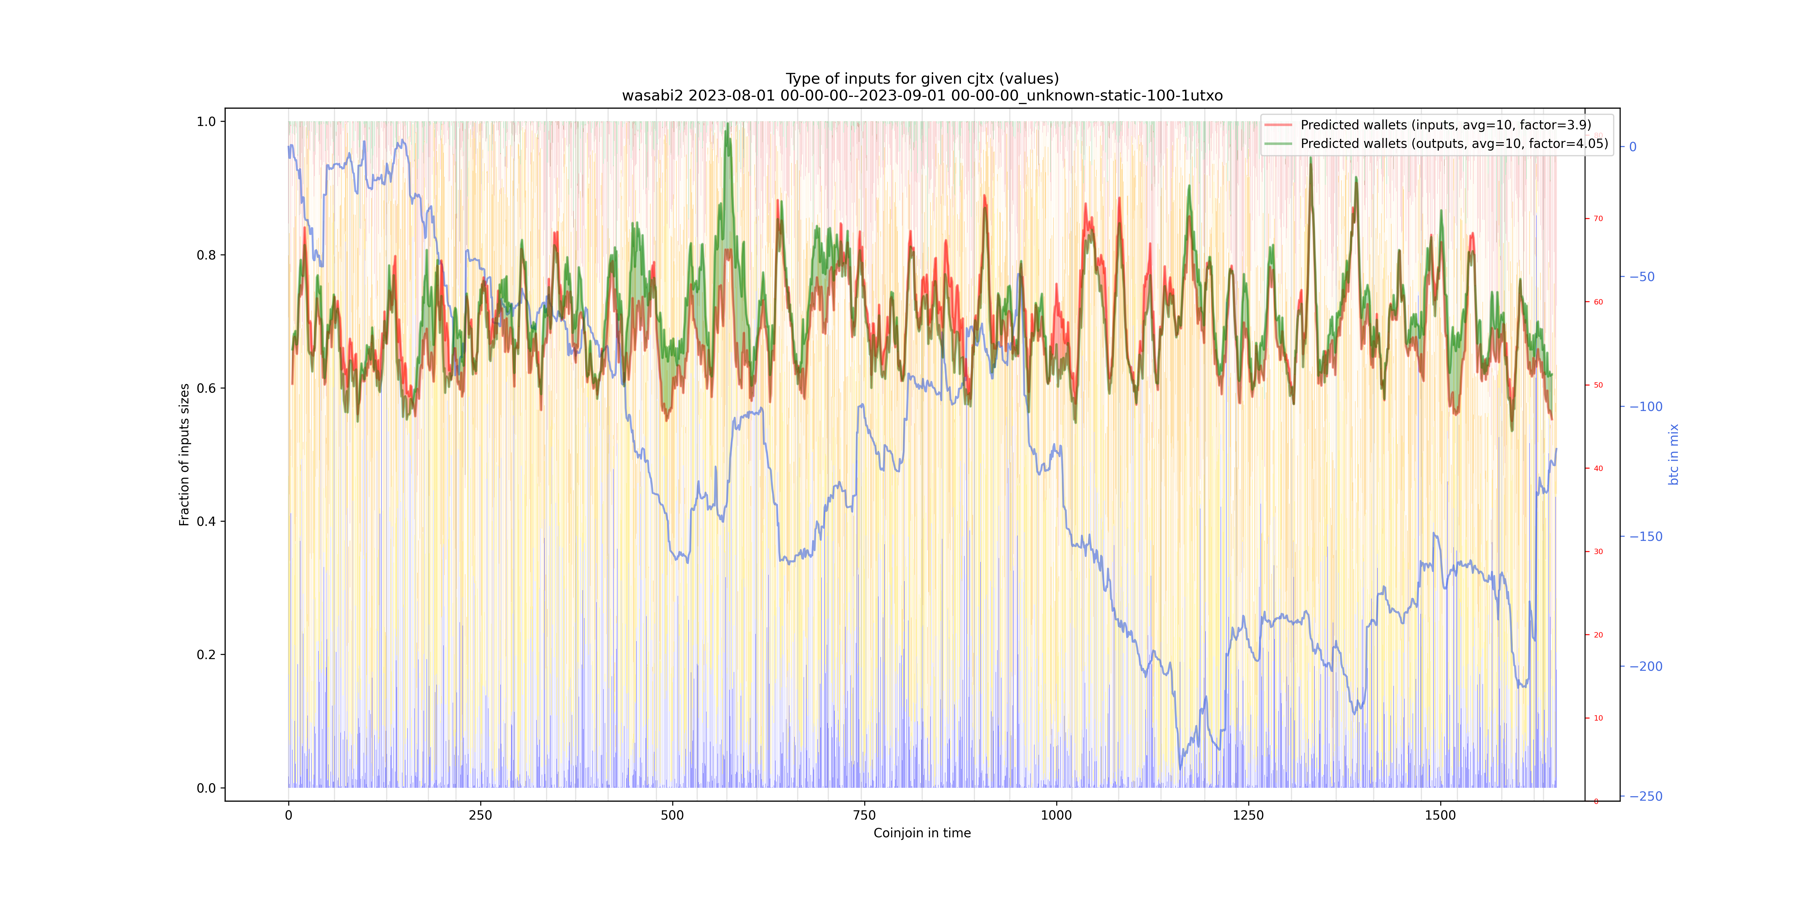 Type of inputs for given cjtx (values)
wasabi2 2023-08-01 00-00-00--2023-09-01 00-00-00_unknown-static-100-1utxo
Predicted wallets (inputs, avg=10, factor=3.9)
Predicted wallets (outputs, avg=10, factor=4.05)
Fraction of inputs sizes
1.0
0.8
0.6
0.4
0.2
0.0
0 250 500 750 1000 1250 1500
Coinjoin in time
80
70
60
50
40
30
20
10
0
0
−50
−100
−150
−200
−250
btc in mix